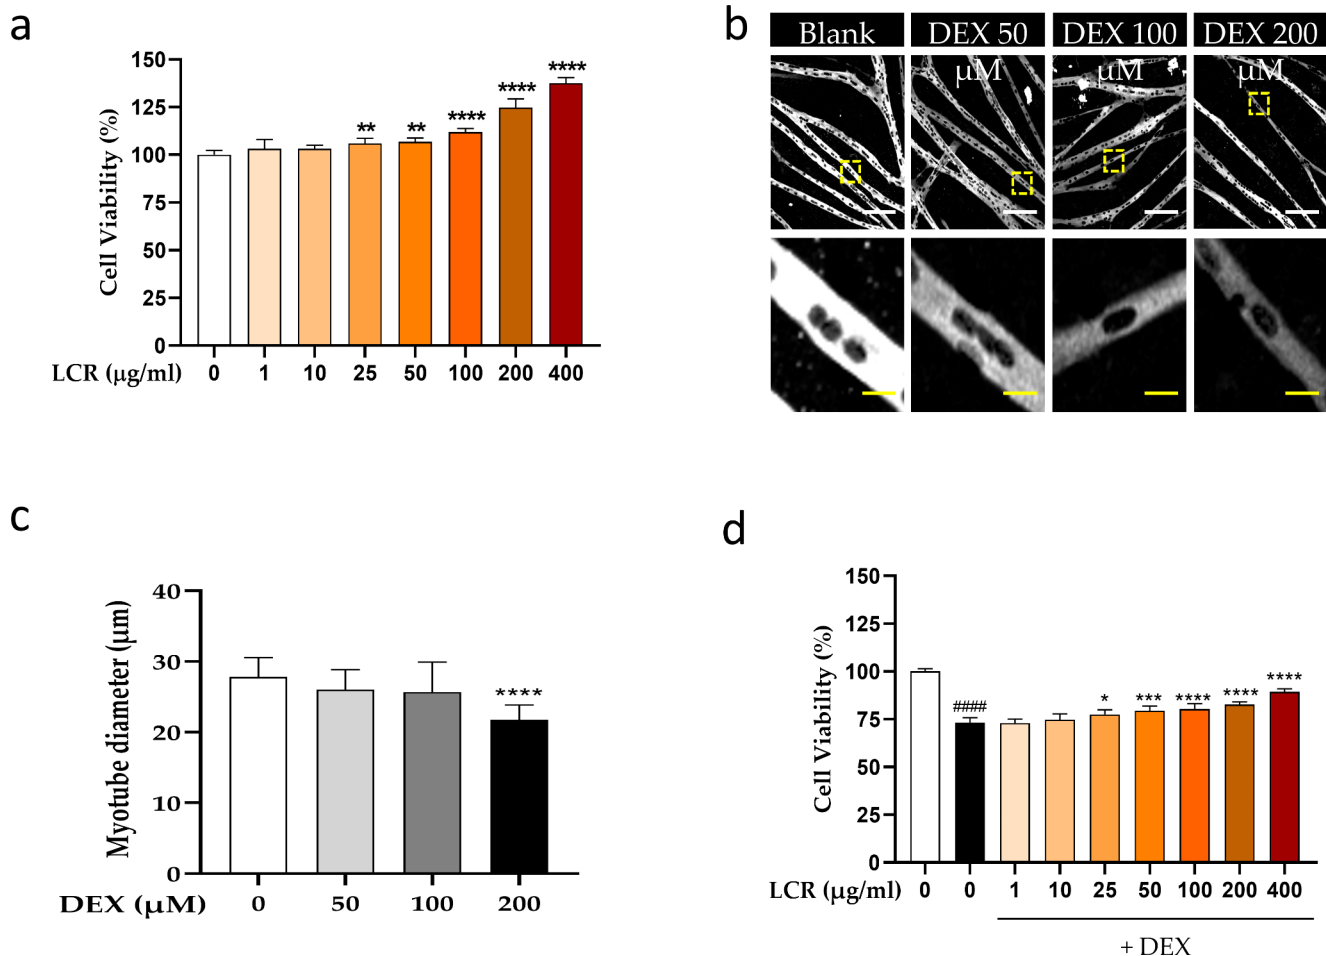 a
150
125
100
75
50
25
0
Cell Viability (%)
** ** **** **** ****
LCR (μg/ml) 0 1 10 25 50 100 200 400
b
Blank DEX 50 μM DEX 100 μM DEX 200 μM
c
40
30
20
10
0
Myotube diameter (μm)
****
DEX (μM) 0 50 100 200
d
150
125
100
75
50
25
0
Cell Viability (%)
#### * *** **** **** ****
LCR (μg/ml) 0 0 1 10 25 50 100 200 400
+ DEX